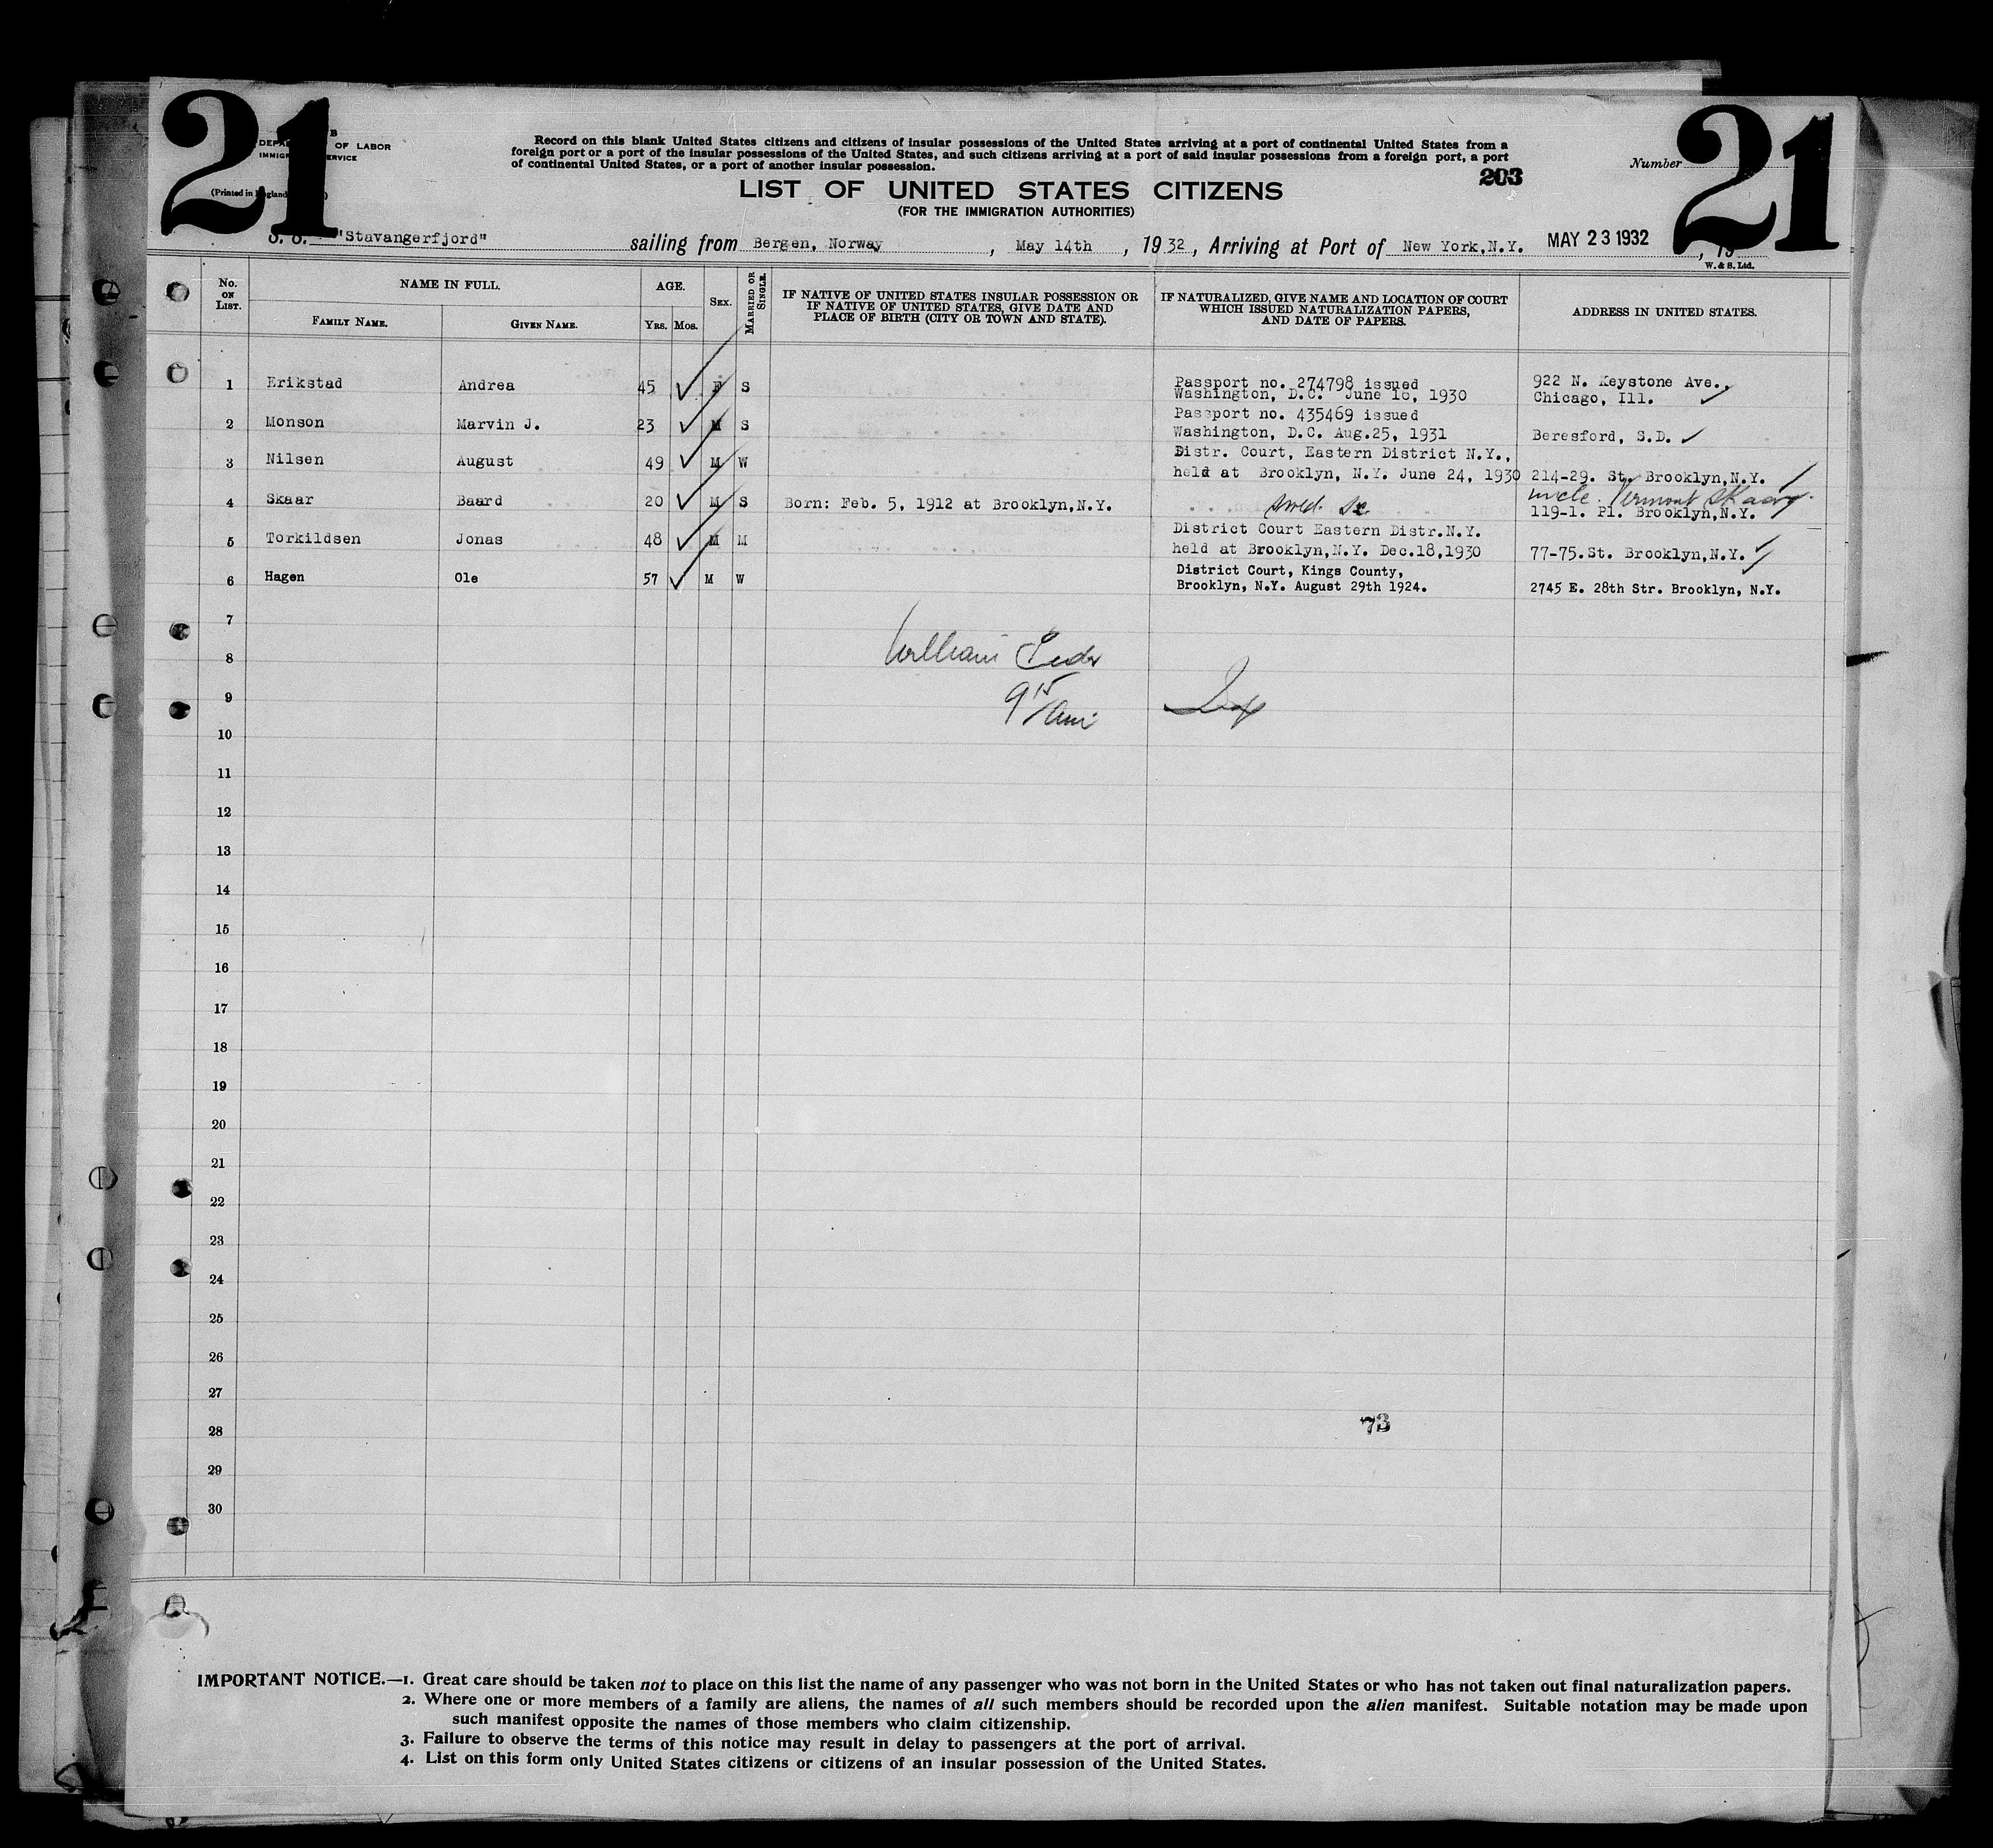 21
21
B
DEPA OF LABOR
IMMIG ERVICE
(Printed in England
Record on this blank United States citizens and citizens of insular possessions of the United States arriving at a port of continental United States from a
foreign port or a port of the insular possessions of the United States, and such citizens arriving at a port of said insular possessions from a foreign port, a port
of continental United States, or a port of another insular possession.
203
Number
LIST OF UNITED STATES CITIZENS
(FOR THE IMMIGRATION AUTHORITIES)
S. S. "Stavangerfjord" sailing from Bergen, Norway, May 14th, 1932, Arriving at Port of New York, N.Y. MAY 23 1932, 19
W. & S. Ltd.
No. ON LIST. NAME IN FULL. AGE. SEX. MARRIED OR SINGLE. IF NATIVE OF UNITED STATES INSULAR POSSESSION OR IF NATIVE OF UNITED STATES, GIVE DATE AND PLACE OF BIRTH (CITY OR TOWN AND STATE). IF NATURALIZED, GIVE NAME AND LOCATION OF COURT WHICH ISSUED NATURALIZATION PAPERS, AND DATE OF PAPERS. ADDRESS IN UNITED STATES.
FAMILY NAME. GIVEN NAME. YRS. MOS.
1 Erikstad Andrea 45 F S Passport no. 274798 issued Washington, D.C. June 16, 1930 922 N. Keystone Ave., Chicago, Ill.
2 Monson Marvin J. 23 M S Passport no. 435469 issued Washington, D.C. Aug.25, 1931 Beresford, S.D.
3 Nilsen August 49 M W Distr. Court, Eastern District N.Y., held at Brooklyn, N.Y. June 24, 1930 214-29. St. Brooklyn,N.Y.
4 Skaar Baard 20 M S Born: Feb. 5, 1912 at Brooklyn,N.Y. uncle. Vermont Skaar 119-1. Pl. Brooklyn,N.Y.
5 Torkildsen Jonas 48 M M District Court Eastern Distr.N.Y. held at Brooklyn,N.Y. Dec.18,1930 77-75.St. Brooklyn,N.Y.
6 Hagen Ole 57 M W District Court, Kings County, Brooklyn, N.Y. August 29th 1924. 2745 E. 28th Str. Brooklyn, N.Y.
7
William
8
9 9 15/am
10
11
12
13
14
15
16
17
18
19
20
21
22
23
24
25
26
27
73
28
29
30
IMPORTANT NOTICE.—1. Great care should be taken not to place on this list the name of any passenger who was not born in the United States or who has not taken out final naturalization papers.
2. Where one or more members of a family are aliens, the names of all such members should be recorded upon the alien manifest. Suitable notation may be made upon
such manifest opposite the names of those members who claim citizenship.
3. Failure to observe the terms of this notice may result in delay to passengers at the port of arrival.
4. List on this form only United States citizens or citizens of an insular possession of the United States.